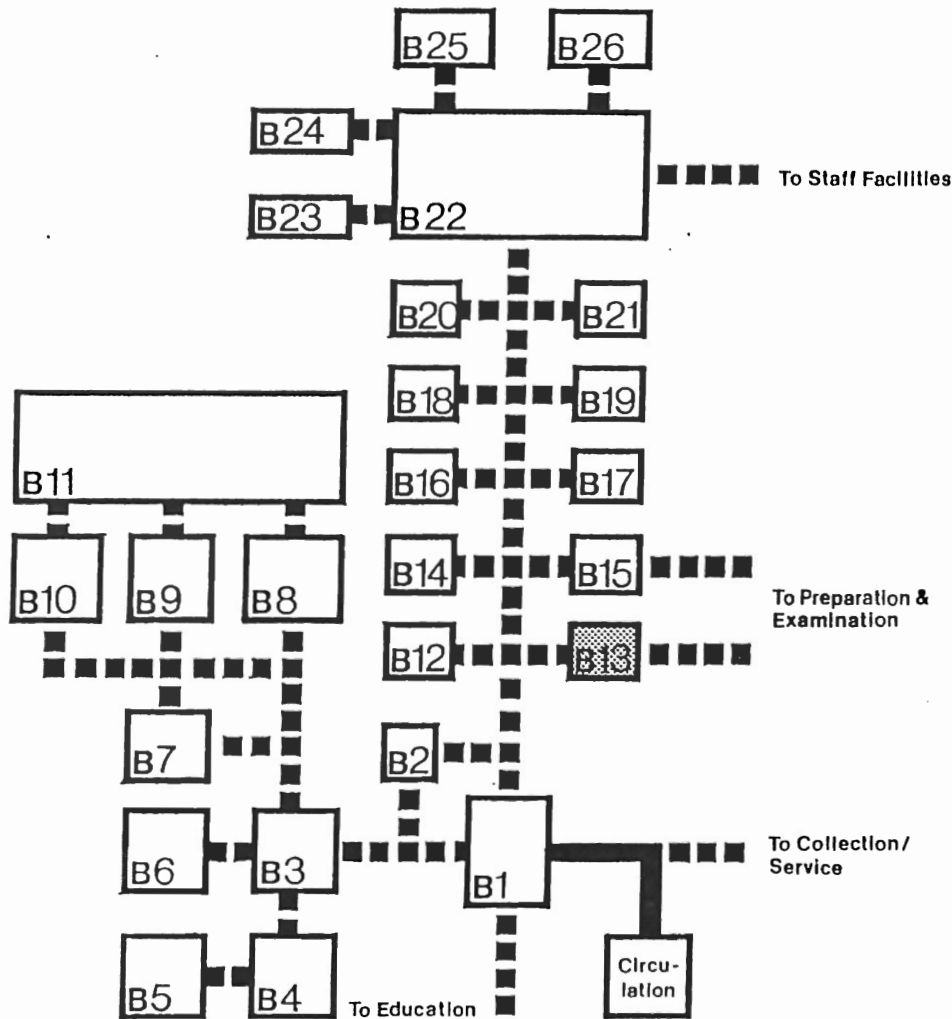 B25
B26
B24
To Staff Facilities
B23
B22
B20
B21
B18
B19
B11
B16
B17
B10
B9
B8
B14
B15
To Preparation &
Examination
B12
B13
B7
B2
To Collection/
Service
B6
B3
B1
Circu-
lation
B5
B4
To Education